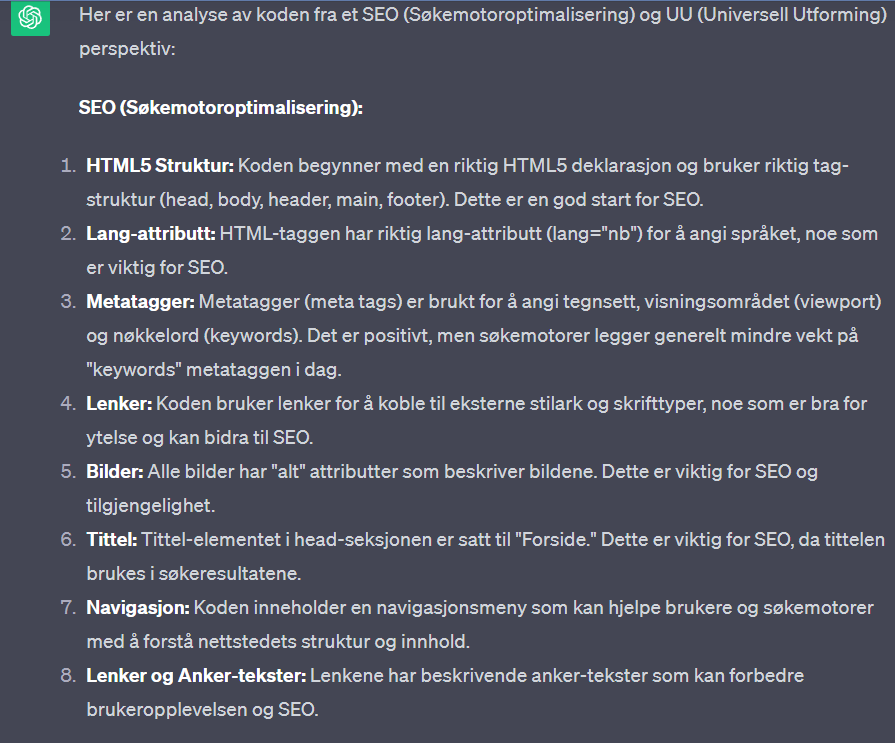 Her er en analyse av koden fra et SEO (Søkemotoroptimalisering) og UU (Universell Utforming)
perspektiv:
SEO (Søkemotoroptimalisering):
1. HTML5 Struktur: Koden begynner med en riktig HTML5 deklarasjon og bruker riktig tag-
struktur (head, body, header, main, footer). Dette er en god start for SEO.
2. Lang-attributt: HTML-taggen har riktig lang-attributt (lang="nb") for å angi språket, noe som
er viktig for SEO.
3. Metatagger: Metatagger (meta tags) er brukt for å angi tegnsett, visningsområdet (viewport)
og nøkkelord (keywords). Det er positivt, men søkemotorer legger generelt mindre vekt på
"keywords" metataggen i dag.
4. Lenker: Koden bruker lenker for å koble til eksterne stilark og skrifttyper, noe som er bra for
ytelse og kan bidra til SEO.
5. Bilder: Alle bilder har "alt" attributter som beskriver bildene. Dette er viktig for SEO og
tilgjengelighet.
6. Tittel: Tittel-elementet i head-seksjonen er satt til "Forside." Dette er viktig for SEO, da tittelen
brukes i søkeresultatene.
7. Navigasjon: Koden inneholder en navigasjonsmeny som kan hjelpe brukere og søkemotorer
med å forstå nettstedets struktur og innhold.
8. Lenker og Anker-tekster: Lenkene har beskrivende anker-tekster som kan forbedre
brukeropplevelsen og SEO.